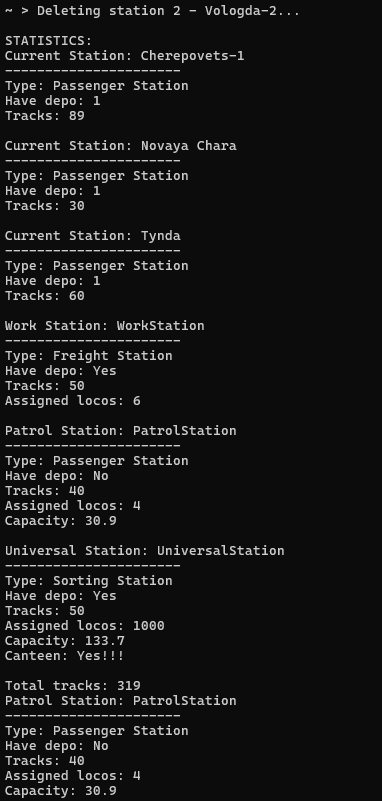 ~ > Deleting station 2 - Vologda-2...
STATISTICS:
Current Station: Cherepovets-1
----------------------
Type: Passenger Station
Have depo: 1
Tracks: 89
Current Station: Novaya Chara
----------------------
Type: Passenger Station
Have depo: 1
Tracks: 30
Current Station: Tynda
----------------------
Type: Passenger Station
Have depo: 1
Tracks: 60
Work Station: WorkStation
----------------------
Type: Freight Station
Have depo: Yes
Tracks: 50
Assigned locos: 6
Patrol Station: PatrolStation
----------------------
Type: Passenger Station
Have depo: No
Tracks: 40
Assigned locos: 4
Capacity: 30.9
Universal Station: UniversalStation
----------------------
Type: Sorting Station
Have depo: Yes
Tracks: 50
Assigned locos: 1000
Capacity: 133.7
Canteen: Yes!!!
Total tracks: 319
Patrol Station: PatrolStation
----------------------
Type: Passenger Station
Have depo: No
Tracks: 40
Assigned locos: 4
Capacity: 30.9